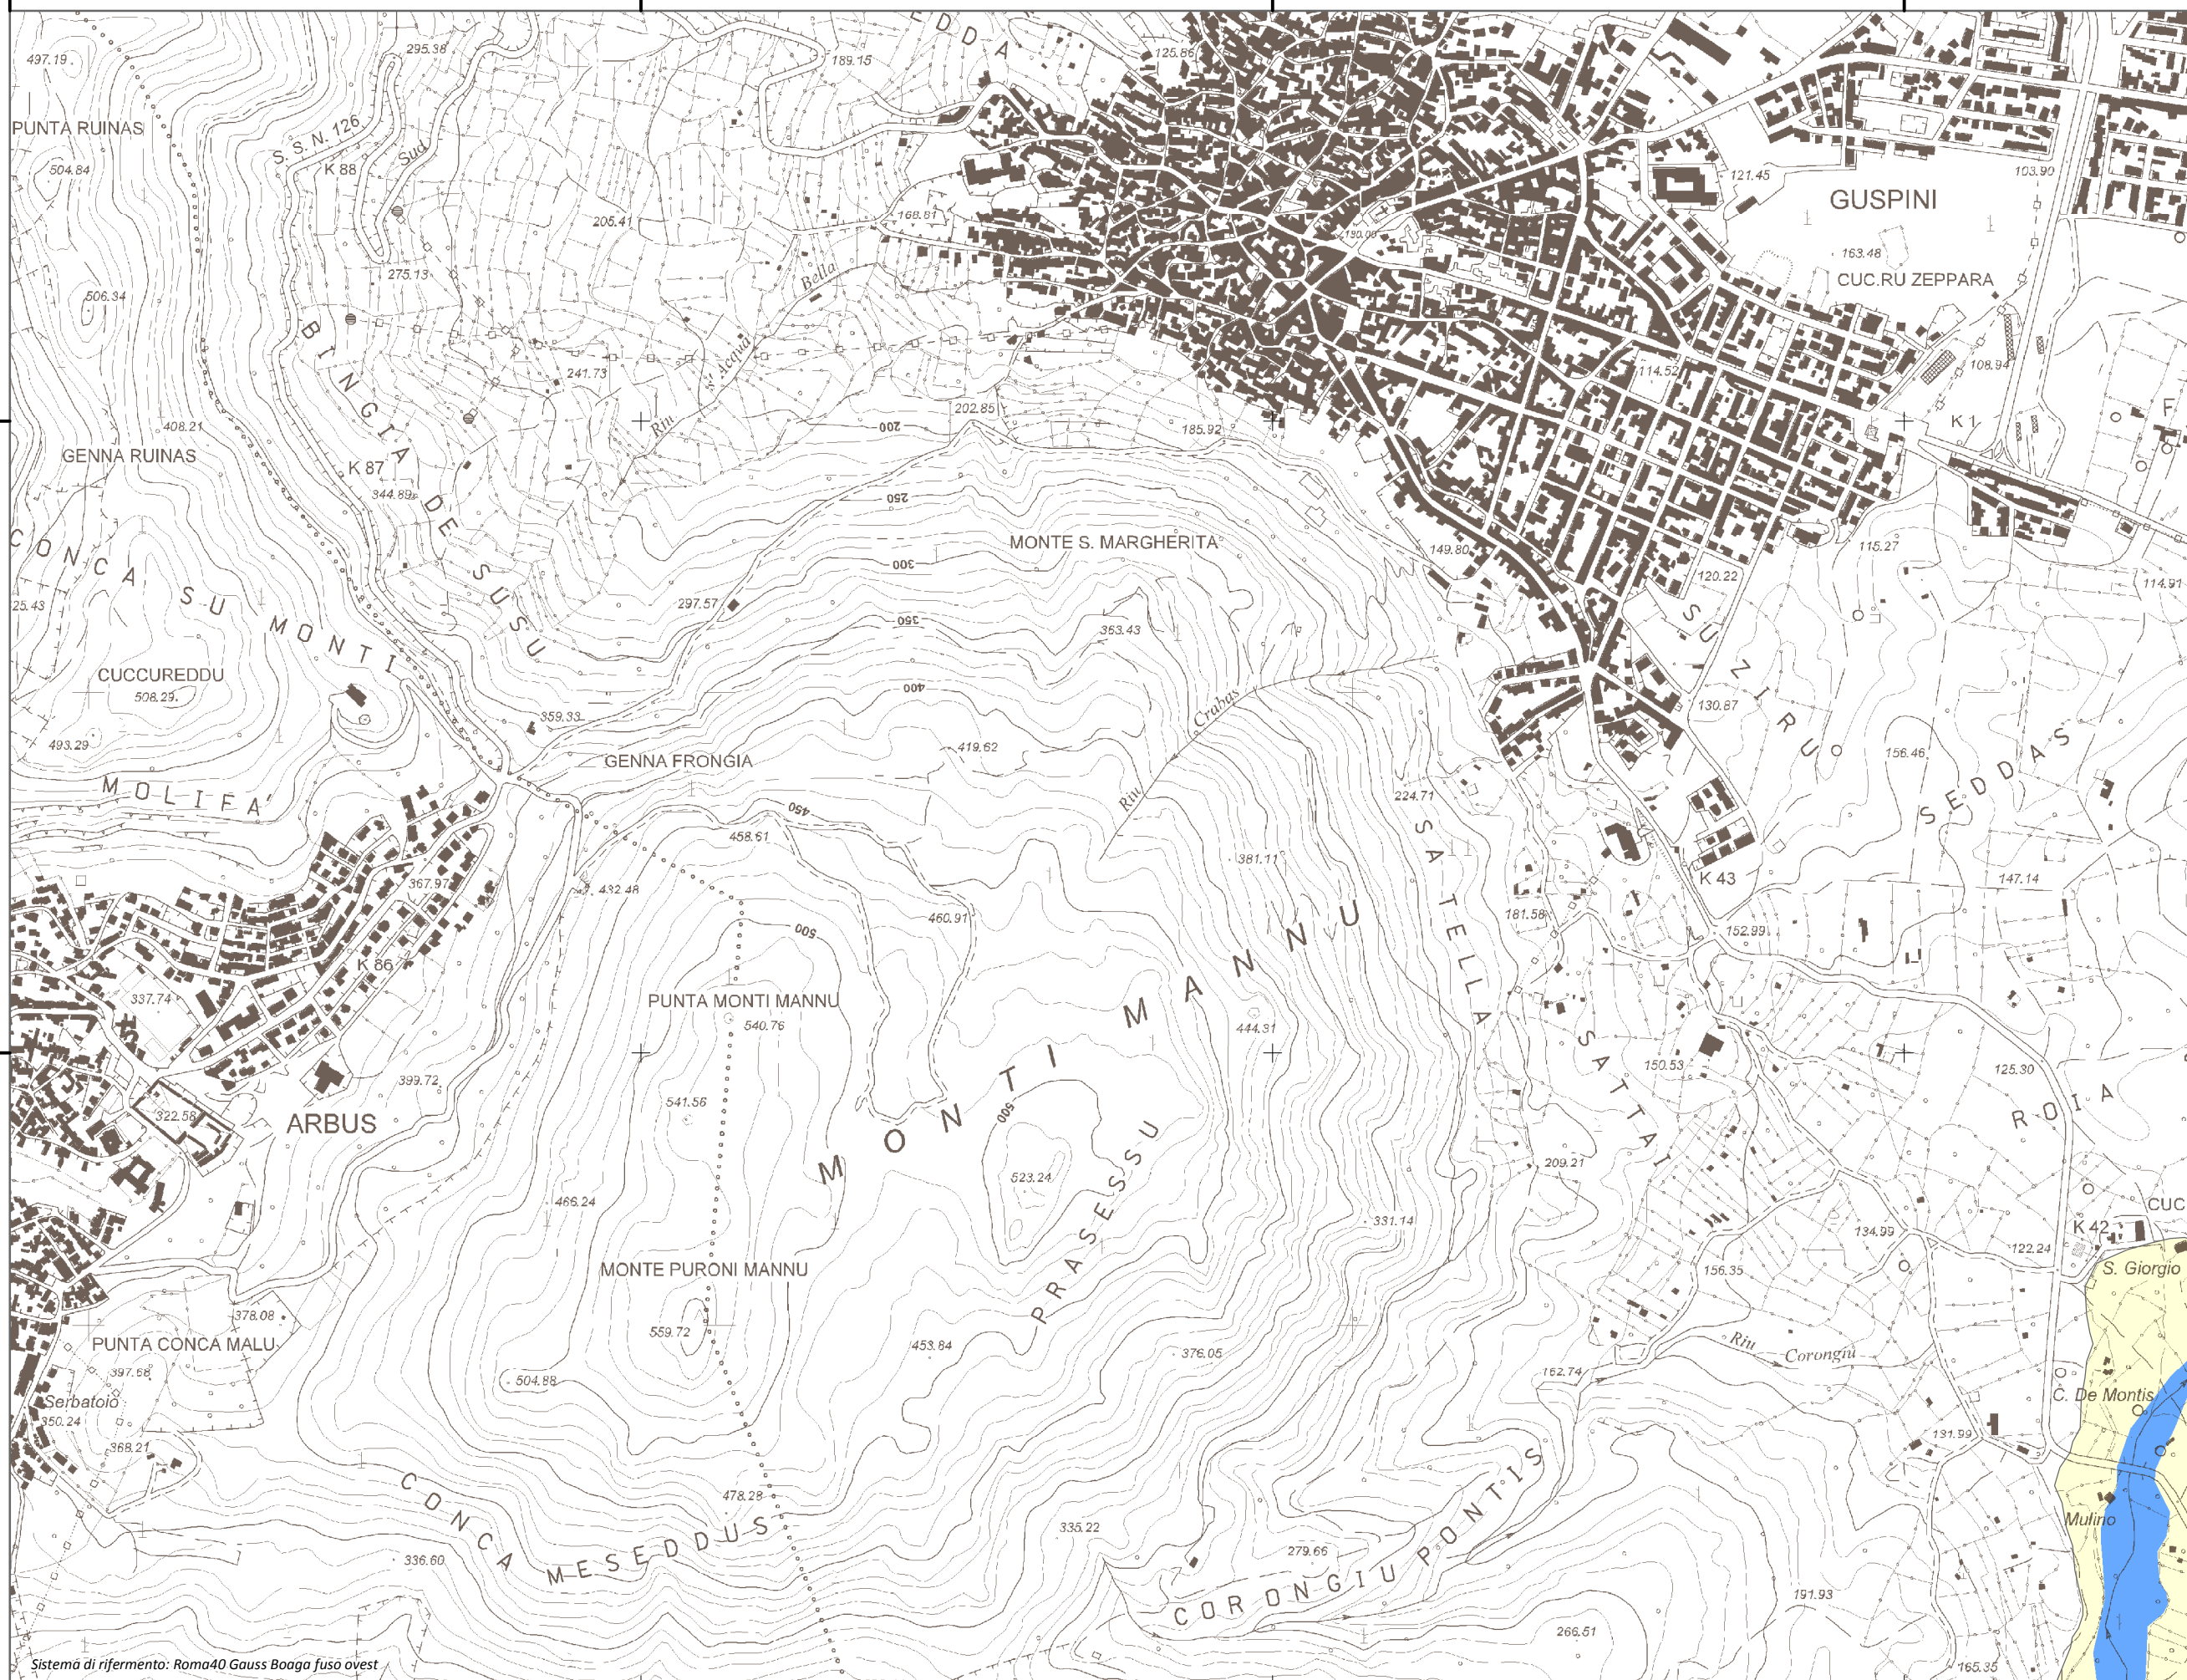 EDDA
295.38
497.19
189.15
125.86
PUNTA RUINAS
S. S. N. 126
Sud
K 88
504.84
121.45
103.90
GUSPINI
168.81
205.41
130.00
163.48
275.13
Bella
CUC.RU ZEPPARA
506.34
BINGIA DE SUSU
s' Acqua
241.73
114.52
108.94
202.85
F
408.21
Riu
200
185.92
K 1
GENNA RUINAS
K 87
344.89
250
CONCA SU MONTI
MONTE S. MARGHERITA
149.80
115.27
300
120.22
114.91
25.43
297.57
350
363.43
SU ZIRU
CUCCUREDDU
508.29
400
Crabus
130.87
359.33
493.29
419.62
156.46
SEDDAS
GENNA FRONGIA
MOLIFA'
Riu
224.71
450
458.61
SA TELLA
381.11
367.97
432.48
K 43
147.14
460.91
181.58
500
152.99
K 86
337.74
PUNTA MONTI MANNU
540.76
MONTI MANNU
444.31
SATTAI
150.53
125.30
399.72
541.56
500
ROIA
322.58
ARBUS
PRASESSU
209.21
523.24
466.24
331.14
CUC
K 42
134.99
122.24
MONTE PURONI MANNU
156.35
S. Giorgio
378.08
559.72
PUNTA CONCA MALU
453.84
376.05
Riu Corongiu
397.68
504.88
162.74
C. De Montis
Serbatoio
350.24
368.21
131.99
CONCA MESEDDUS
478.28
335.22
Mulino
336.60
279.66
CORONGIU PONTIS
191.93
266.51
Sistema di rifermento: Roma40 Gauss Boaga fuso ovest
165.35